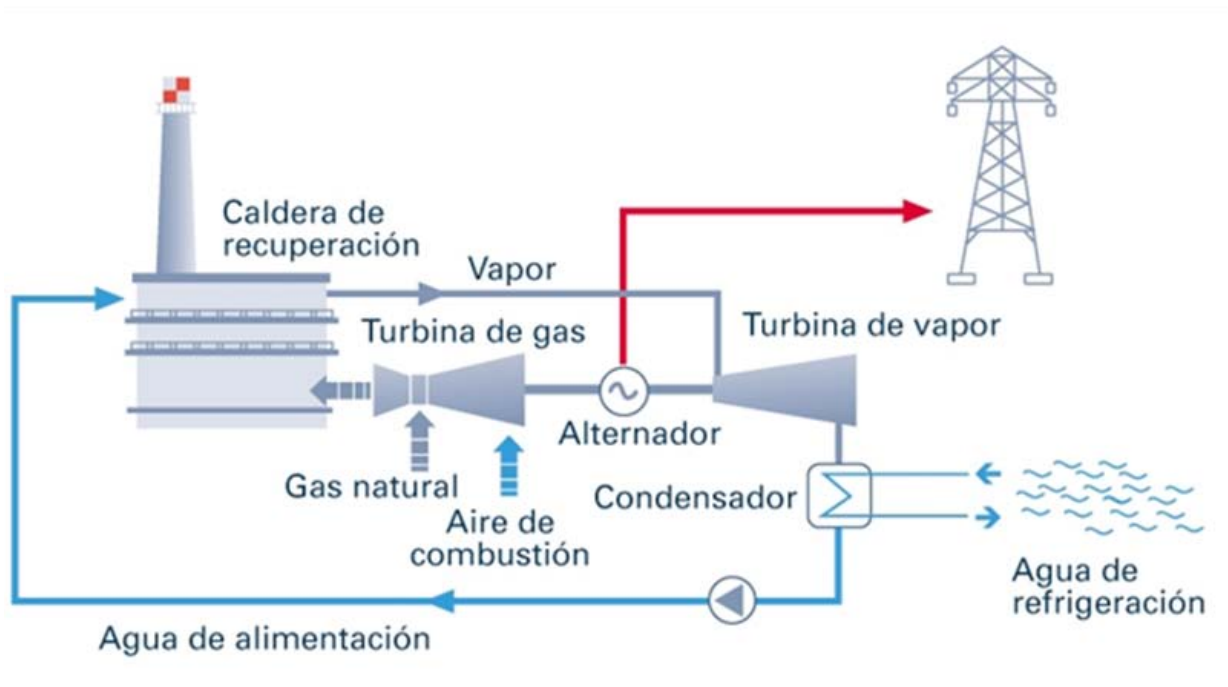 Caldera de
recuperación
Vapor
Turbina de gas
Turbina de vapor
Alternador
Gas natural
Condensador
Aire de
combustión
Agua de
refrigeración
Agua de alimentación